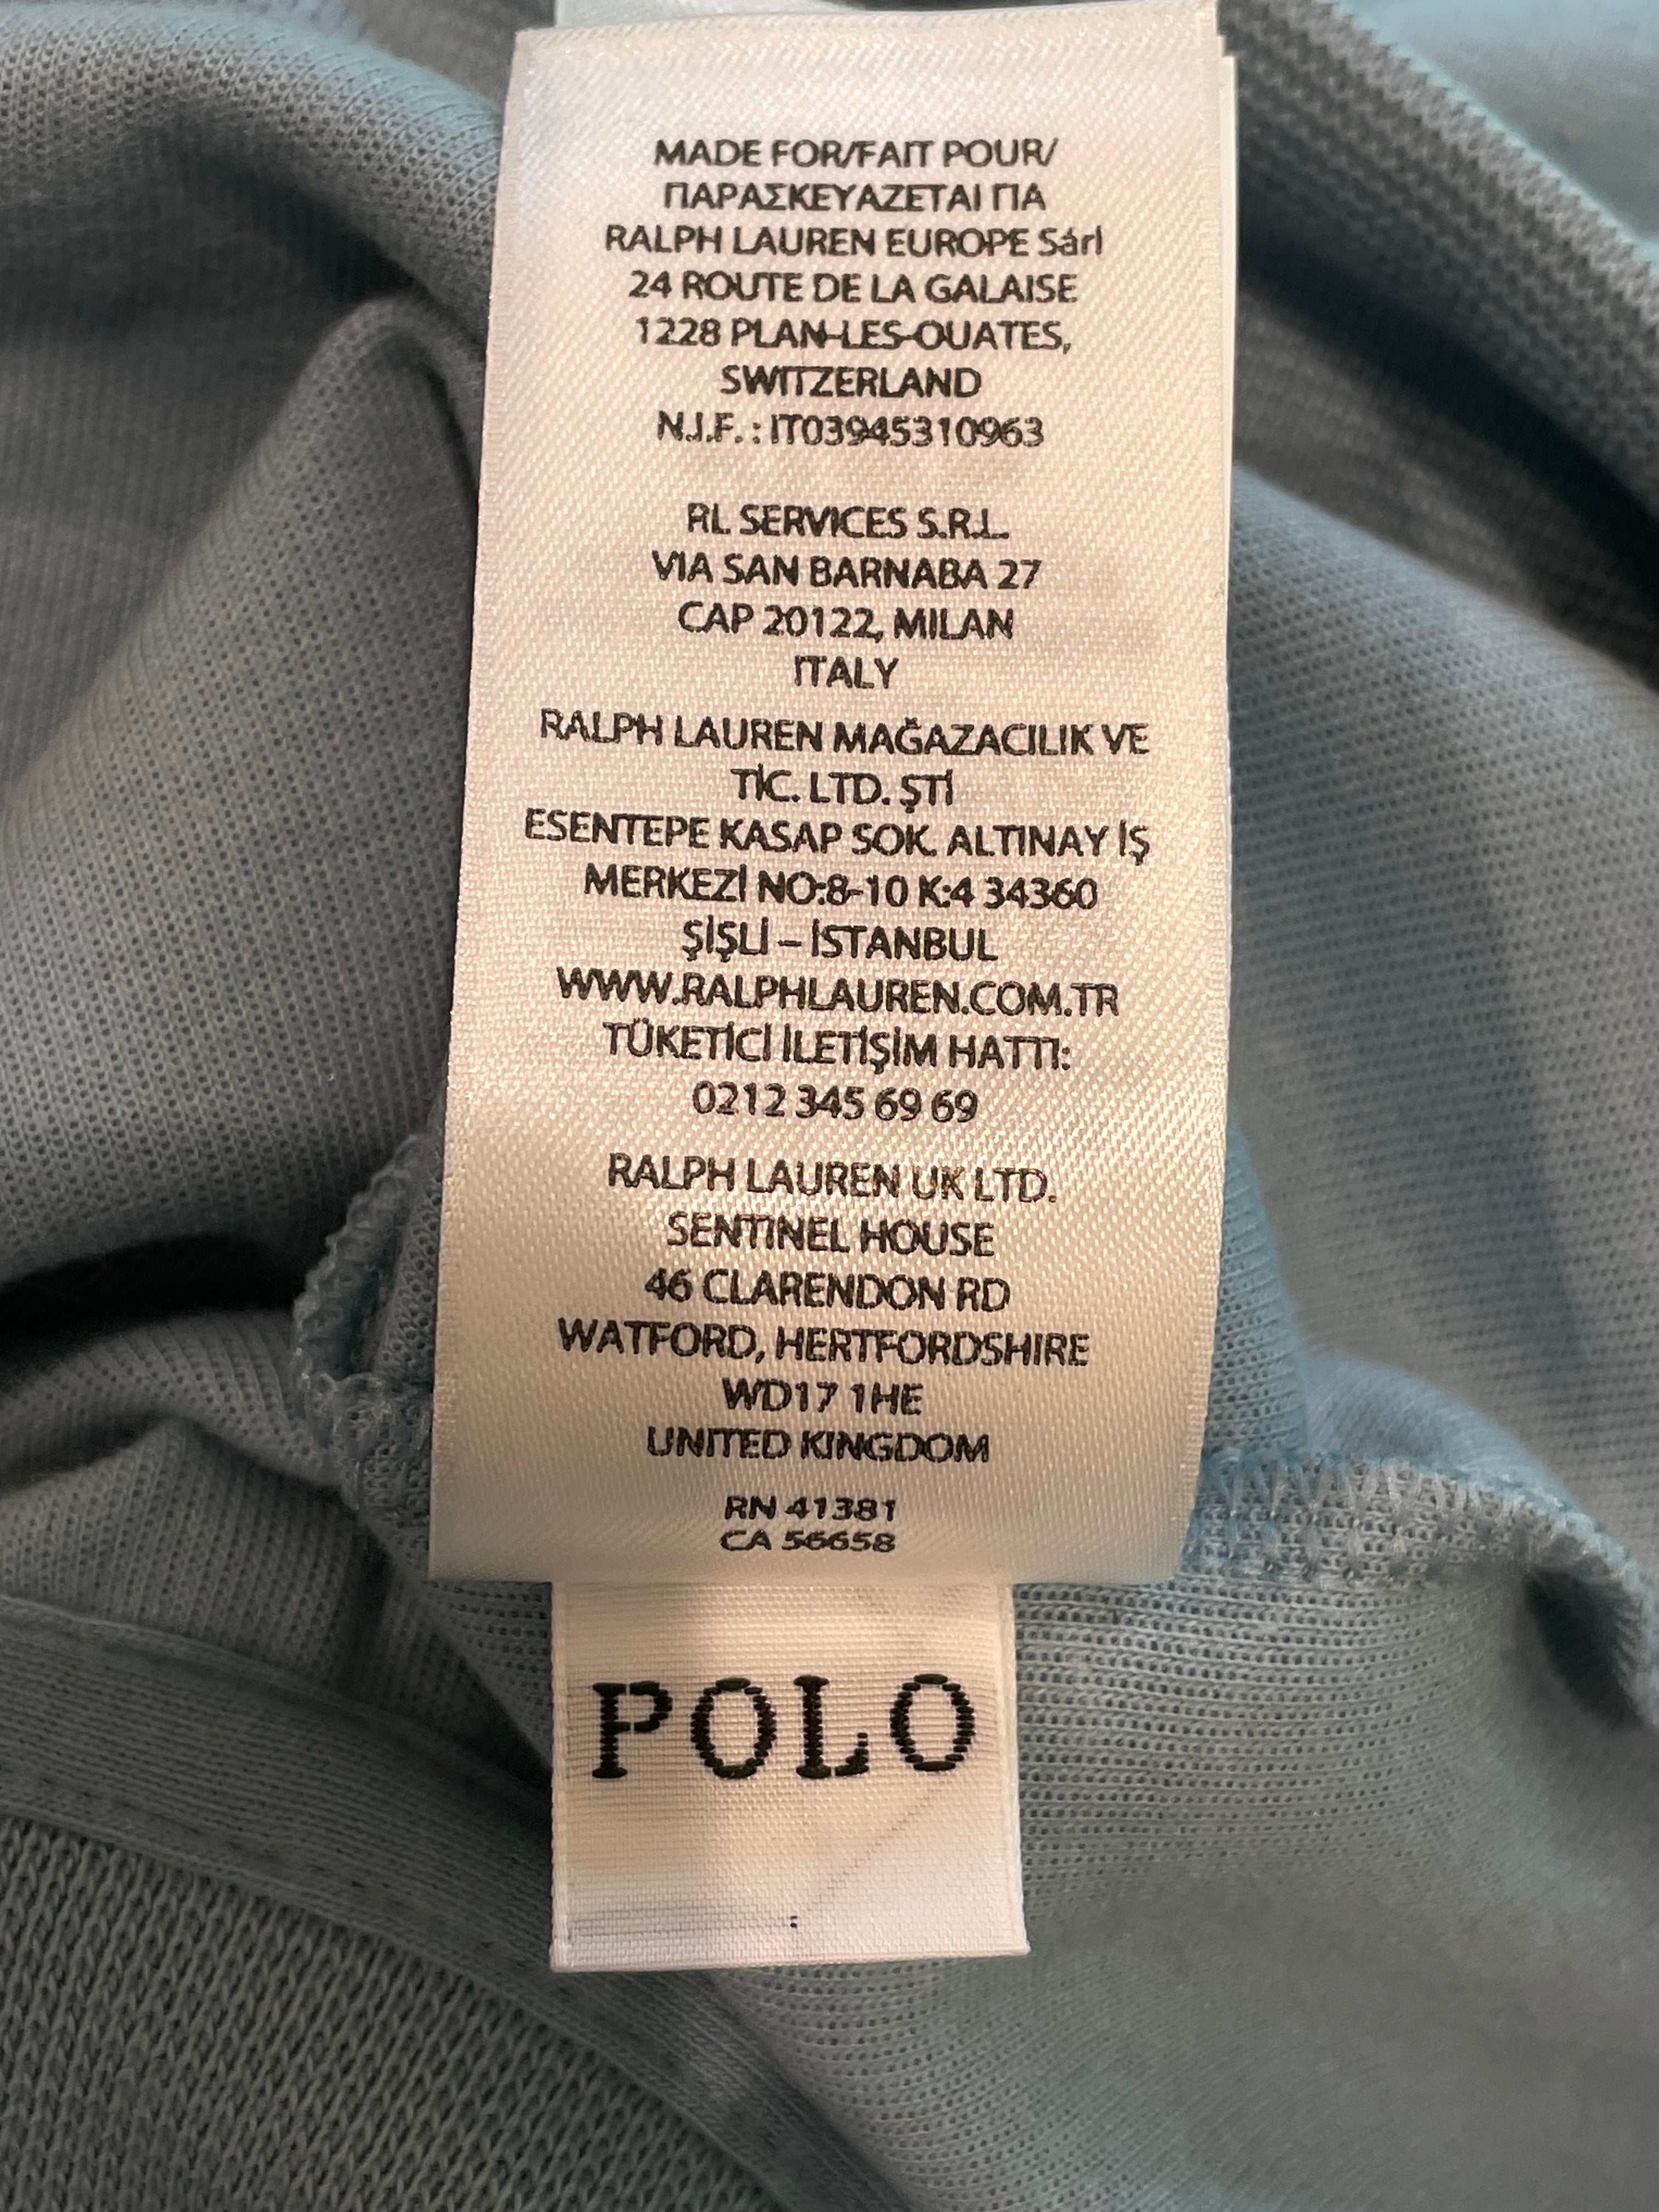 MADE FOR/FAIT POUR/
ΠΑΡΑΣΚΕΥΑΖΕΤΑΙ ΓΙΑ
RALPH LAUREN EUROPE Sárl
24 ROUTE DE LA GALAISE
1228 PLAN-LES-OUATES,
SWITZERLAND
N.I.F. : IT03945310963
RL SERVICES S.R.L.
VIA SAN BARNABA 27
CAP 20122, MILAN
ITALY
RALPH LAUREN MAĞAZACILIK VE
TİC. LTD. ŞTİ
ESENTEPE KASAP SOK. ALTINAY İŞ
MERKEZİ NO:8-10 K:4 34360
ŞİŞLİ – İSTANBUL
WWW.RALPHLAUREN.COM.TR
TÜKETİCİ İLETİŞİM HATTI:
0212 345 69 69
RALPH LAUREN UK LTD.
SENTINEL HOUSE
46 CLARENDON RD
WATFORD, HERTFORDSHIRE
WD17 1HE
UNITED KINGDOM
RN 41381
CA 56658
POLO